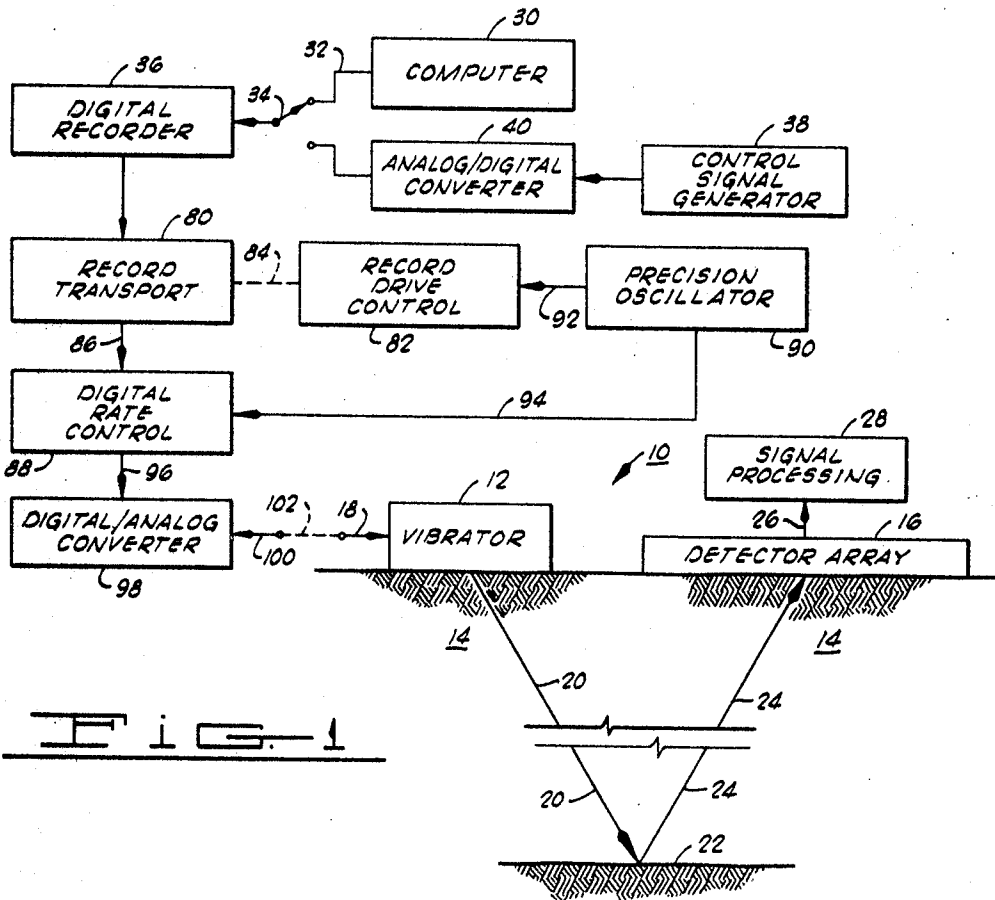 30
COMPUTER
32
36
DIGITAL
RECORDER
34
40
ANALOG/DIGITAL
CONVERTER
38
CONTROL
SIGNAL
GENERATOR
80
RECORD
TRANSPORT
84
RECORD
DRIVE
CONTROL
82
92
PRECISION
OSCILLATOR
90
86
DIGITAL
RATE
CONTROL
88
94
96
DIGITAL/ANALOG
CONVERTER
98
100
102
18
12
VIBRATOR
10
28
SIGNAL
PROCESSING
26
16
DETECTOR ARRAY
14
14
20
24
20
24
22
FiG-1